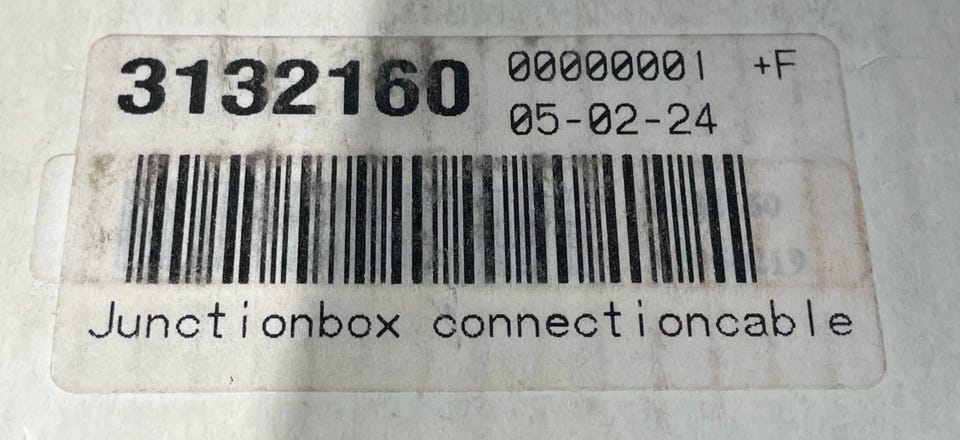 3132160
00000001 +F
05-02-24
Junctionbox connectioncable